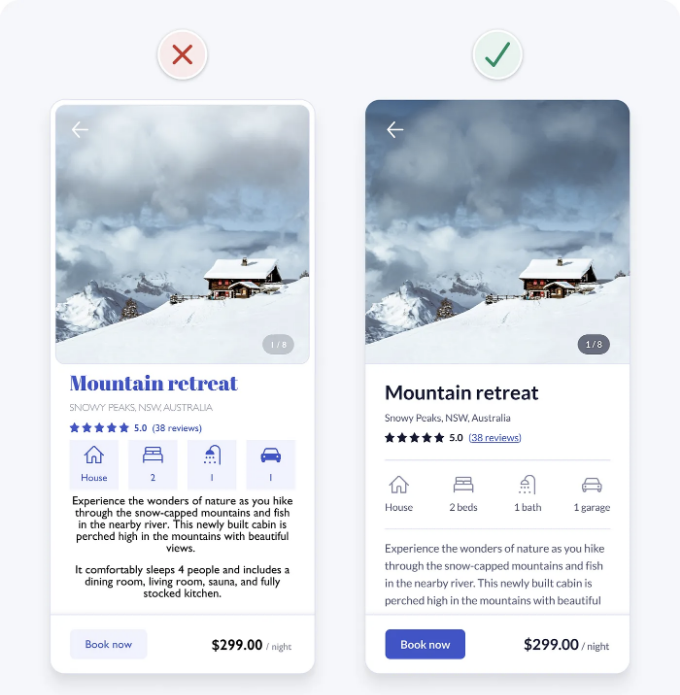 1 / 8
Mountain retreat
SNOWY PEAKS, NSW, AUSTRALIA
5.0 (38 reviews)
House
2
1
1
Experience the wonders of nature as you hike
through the snow-capped mountains and fish
in the nearby river. This newly built cabin is
perched high in the mountains with beautiful
views.
It comfortably sleeps 4 people and includes a
dining room, living room, sauna, and fully
stocked kitchen.
Book now
$299.00 / night
1 / 8
Mountain retreat
Snowy Peaks, NSW, Australia
5.0 (38 reviews)
House
2 beds
1 bath
1 garage
Experience the wonders of nature as you hike
through the snow-capped mountains and fish
in the nearby river. This newly built cabin is
perched high in the mountains with beautiful
Book now
$299.00 / night